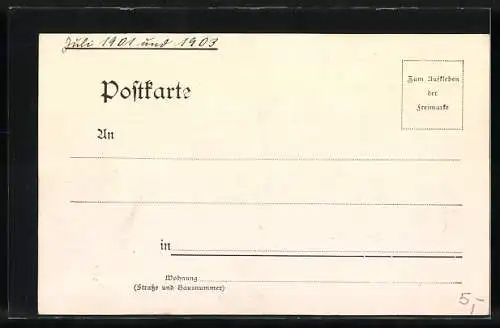 Juli 1901 und 1903
Postkarte
Zum Aufkleben
der
Freimarke
An
in
Wohnung
(Straße und Hausnummer)
5,-